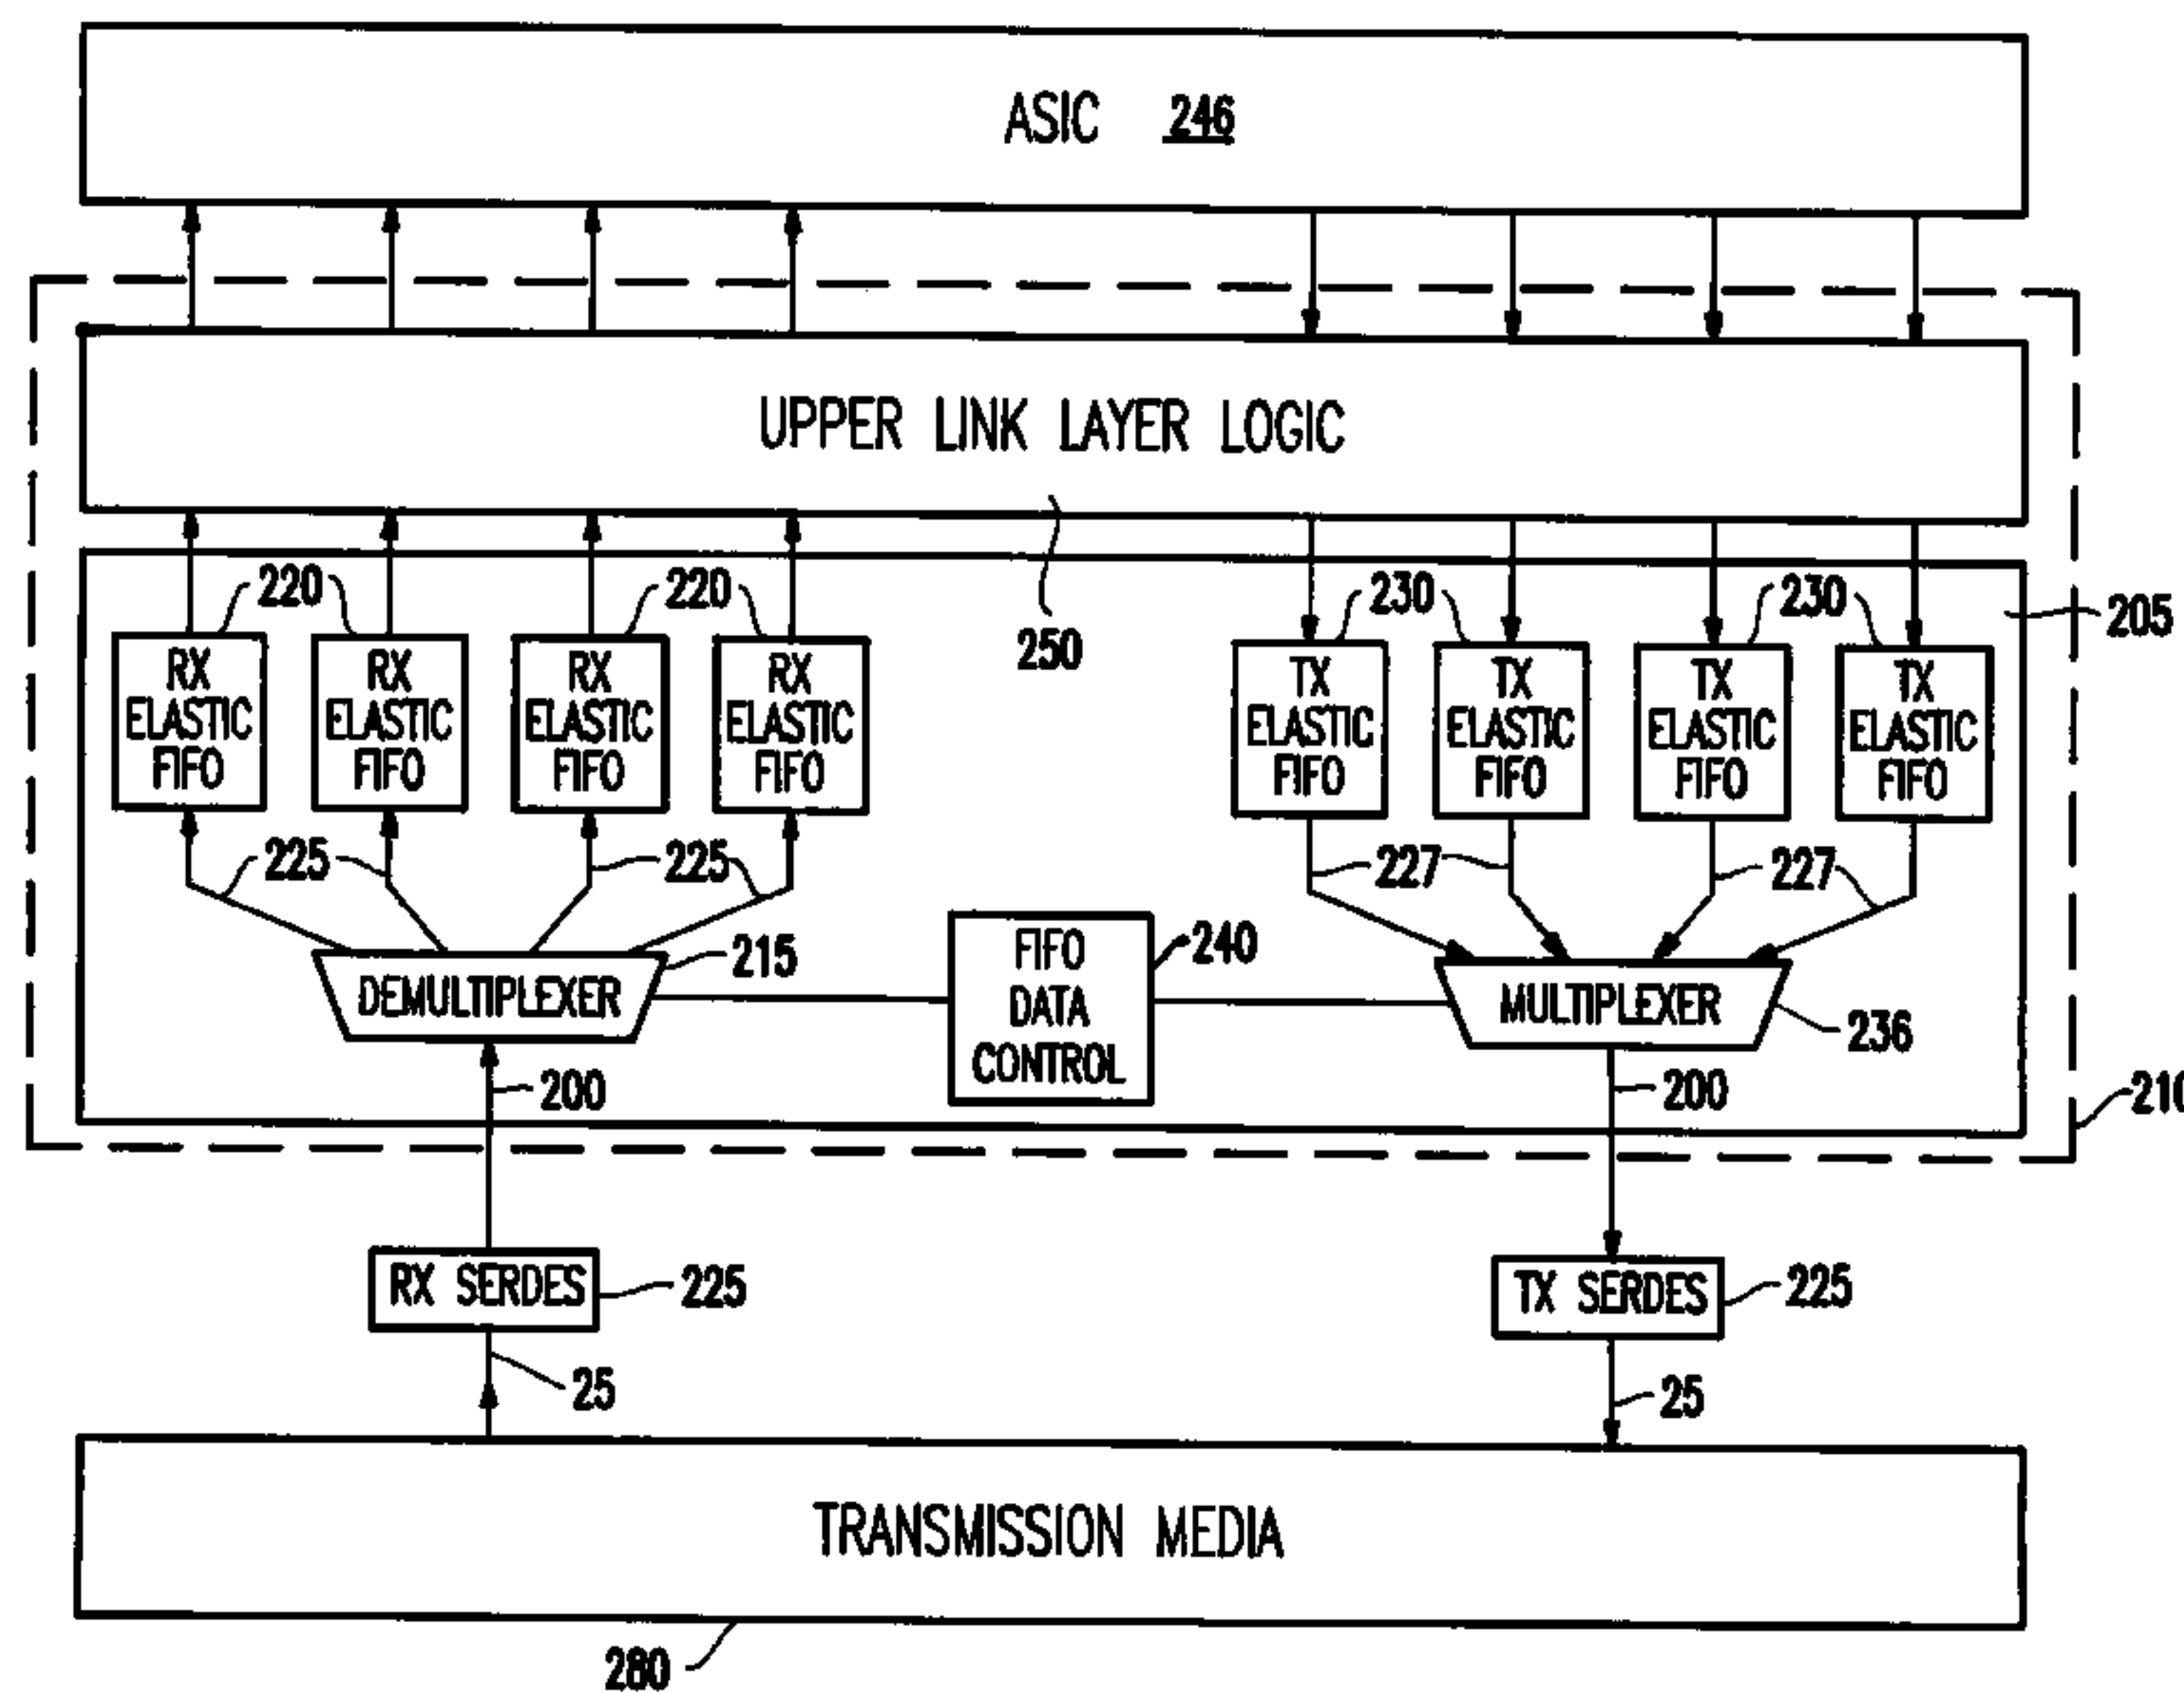 ASIC 246
UPPER LINK LAYER LOGIC
250
205
220
220
230
230
RX
ELASTIC
FIFO
RX
ELASTIC
FIFO
RX
ELASTIC
FIFO
RX
ELASTIC
FIFO
TX
ELASTIC
FIFO
TX
ELASTIC
FIFO
TX
ELASTIC
FIFO
TX
ELASTIC
FIFO
225
225
227
227
DEMULTIPLEXER
215
FIFO
DATA
CONTROL
240
MULTIPLEXER
236
200
200
210
RX SERDES
225
TX SERDES
225
25
25
TRANSMISSION MEDIA
280